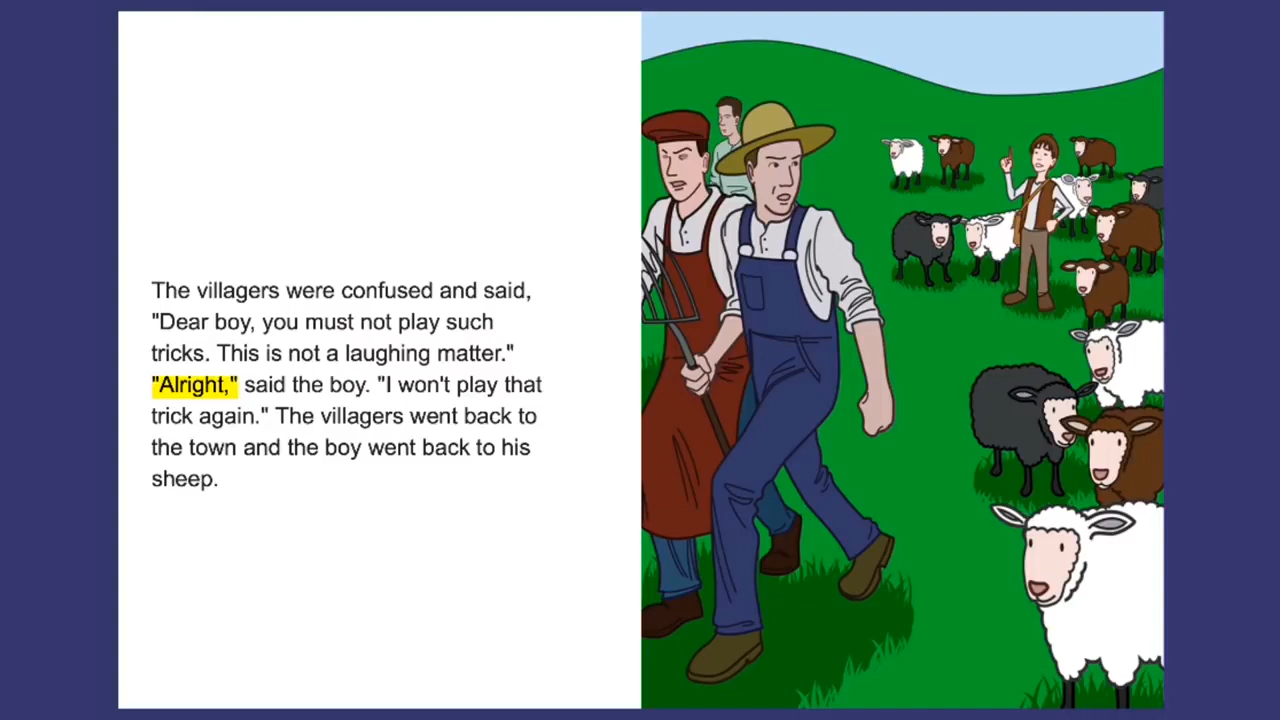 The villagers were confused and said,
"Dear boy, you must not play such
tricks. This is not a laughing matter."
"Alright," said the boy. "I won't play that
trick again." The villagers went back to
the town and the boy went back to his
sheep.